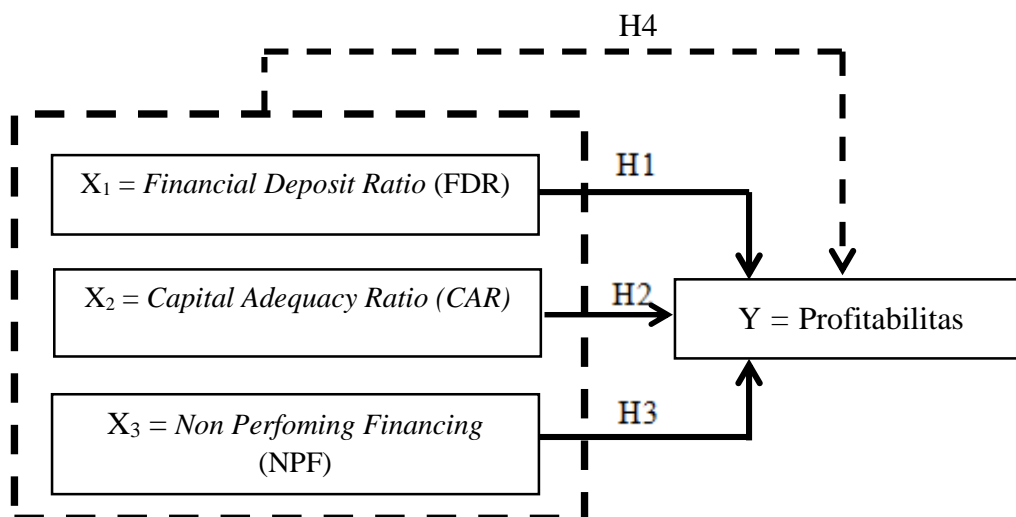 H4
X₁ = Financial Deposit Ratio (FDR)
H1
X₂ = Capital Adequacy Ratio (CAR)
H2
Y = Profitabilitas
X₃ = Non Perfoming Financing
(NPF)
H3